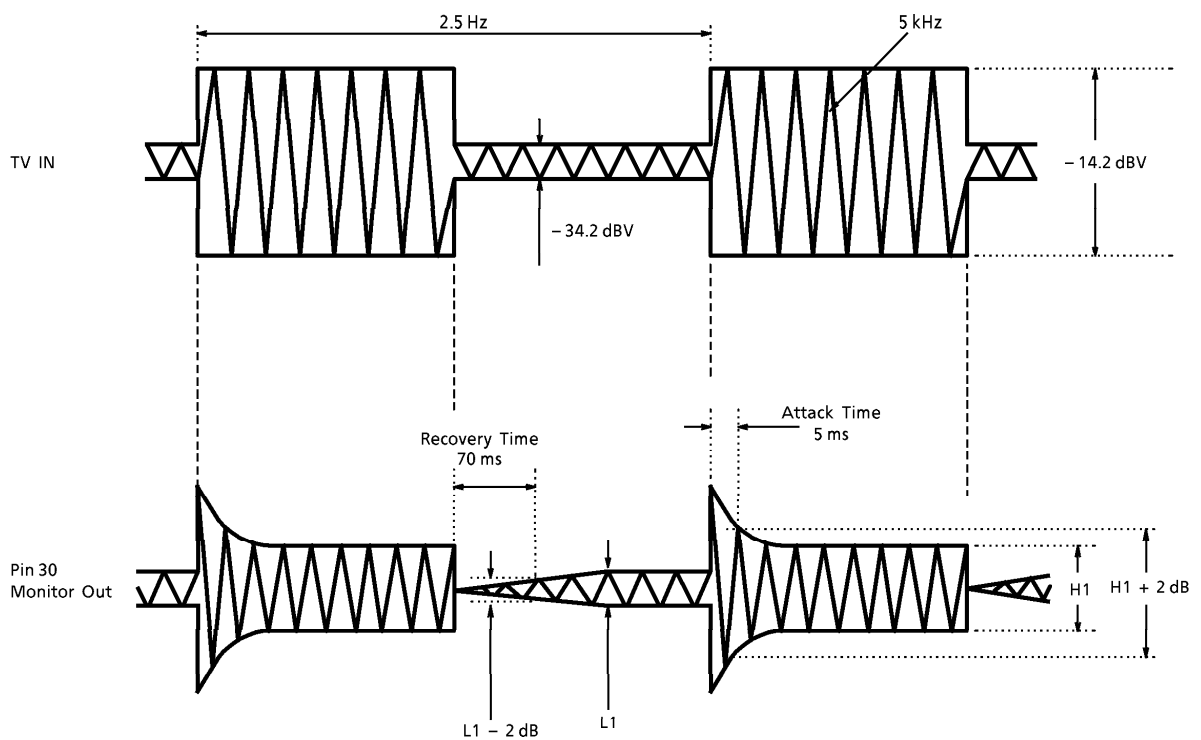 2.5 Hz
5 kHz
TV IN
– 14.2 dBV
– 34.2 dBV
Attack Time
5 ms
Recovery Time
70 ms
Pin 30
Monitor Out
H1
H1 + 2 dB
L1 – 2 dB
L1